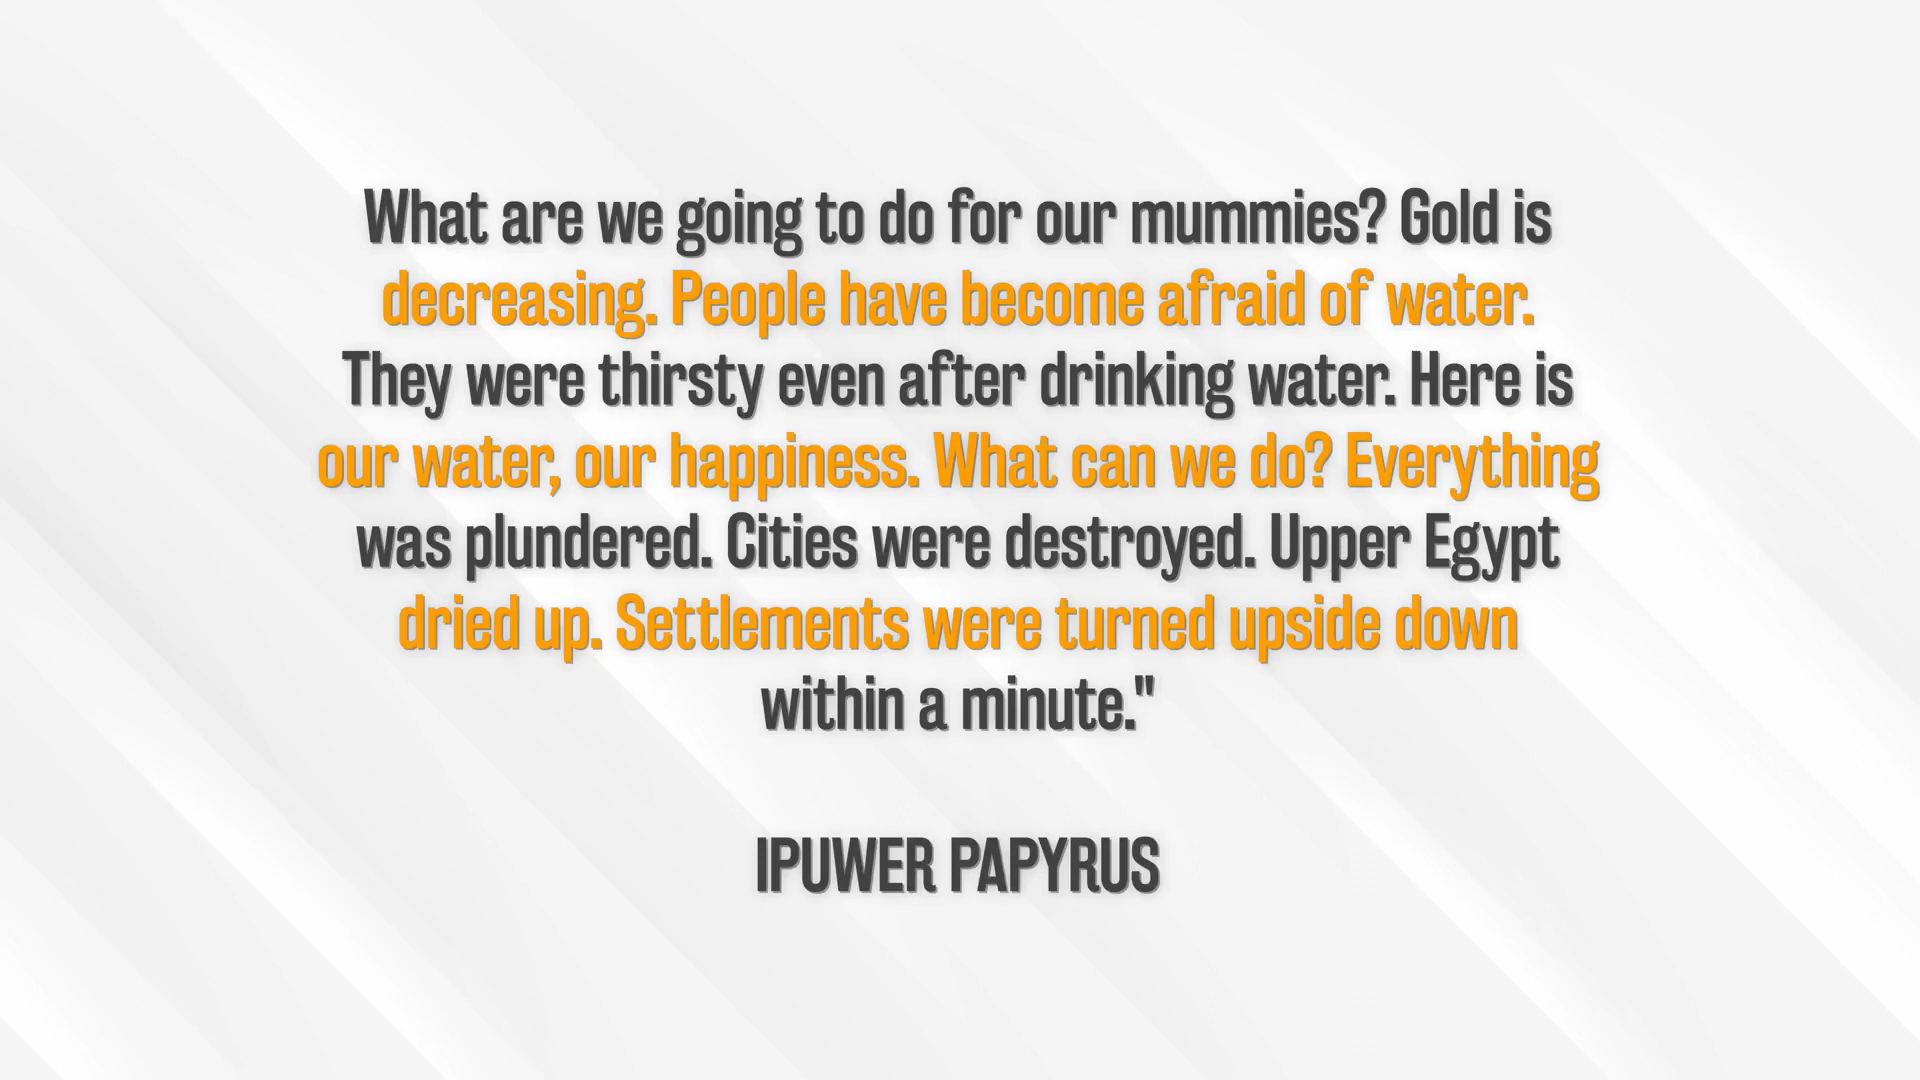 What are we going to do for our mummies? Gold is
decreasing. People have become afraid of water.
They were thirsty even after drinking water. Here is
our water, our happiness. What can we do? Everything
was plundered. Cities were destroyed. Upper Egypt
dried up. Settlements were turned upside down
within a minute."
IPUWER PAPYRUS